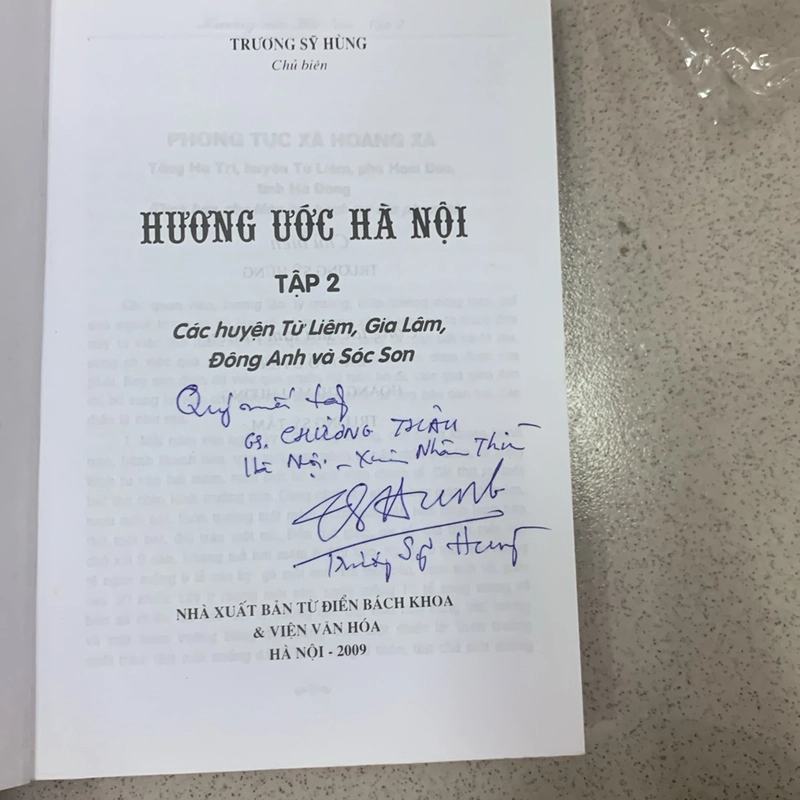 TRƯƠNG SỸ HÙNG
Chủ biên
HƯƠNG ƯỚC HÀ NỘI
TẬP 2
Các huyện Từ Liêm, Gia Lâm,
Đông Anh và Sóc Son
Quý mến tặng
GS. CHƯƠNG THÂU
Hà Nội - Xuân Nhâm Thìn
Trương Sỹ Hùng
NHÀ XUẤT BẢN TỪ ĐIỂN BÁCH KHOA
& VIỆN VĂN HÓA
HÀ NỘI - 2009